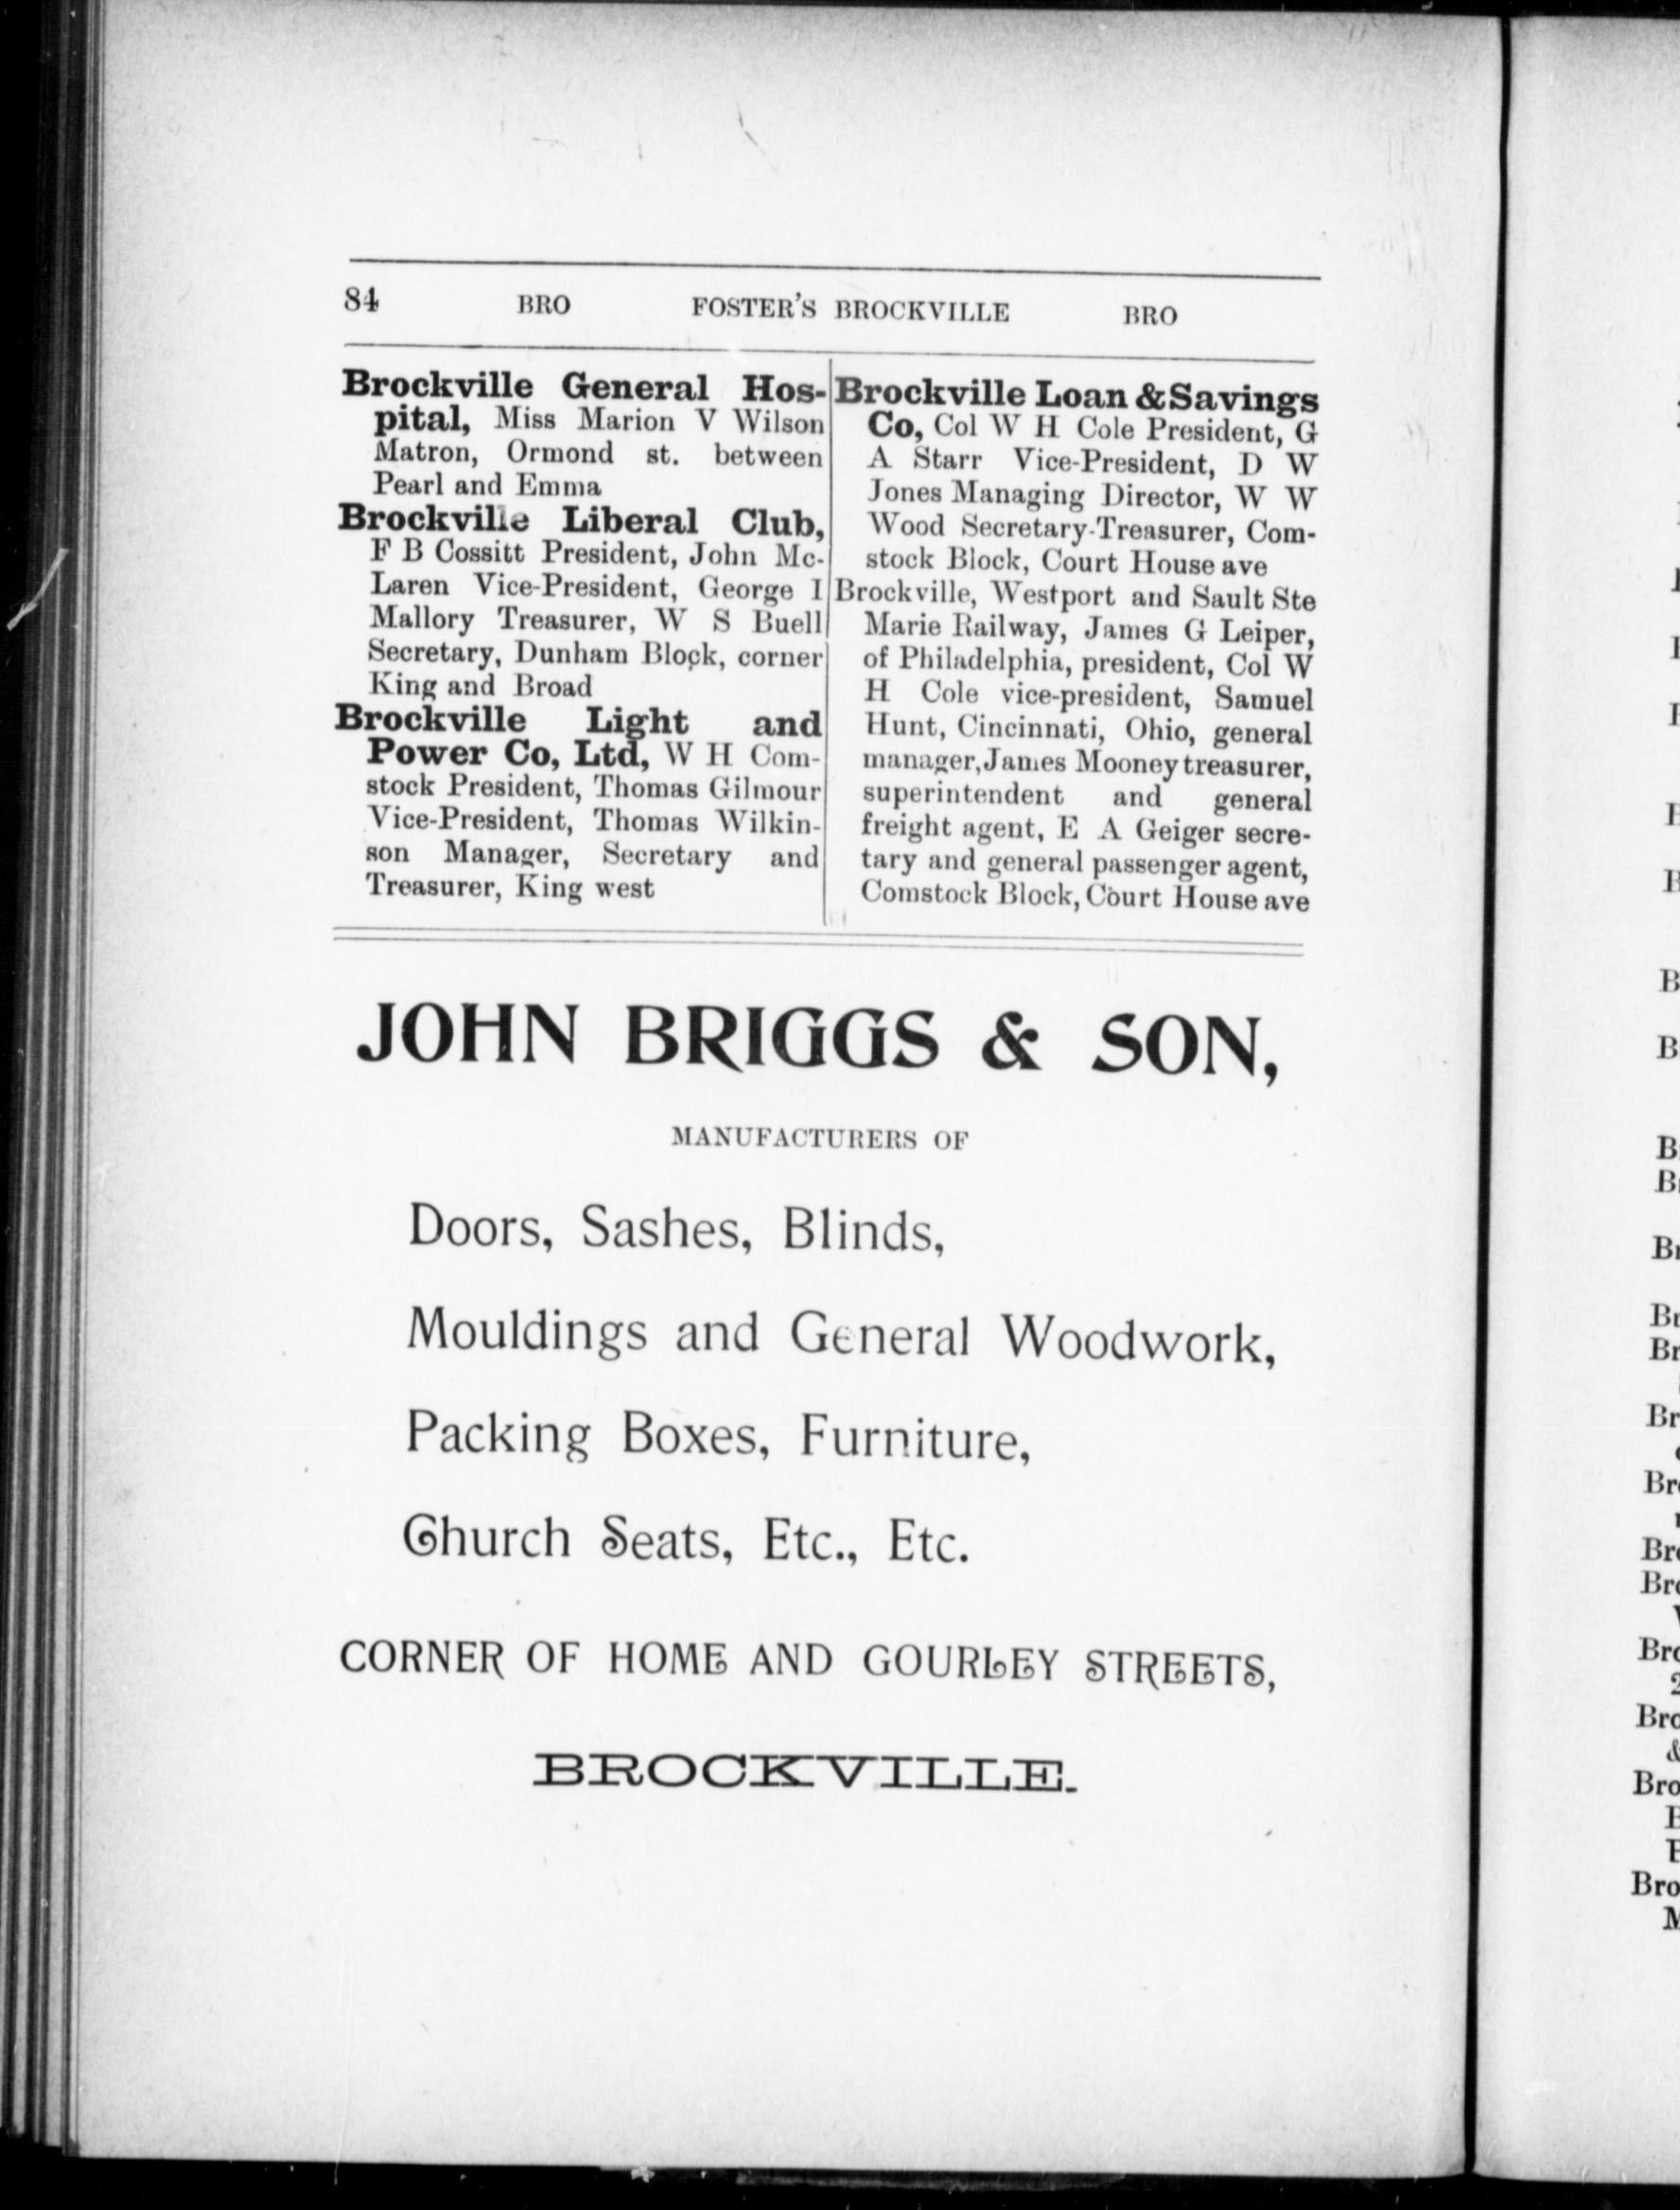 84 BRO FOSTER'S BROCKVILLE BRO
Brockville General Hos-
pital, Miss Marion V Wilson
Matron, Ormond st. between
Pearl and Emma
Brockville Liberal Club,
F B Cossitt President, John Mc-
Laren Vice-President, George I
Mallory Treasurer, W S Buell
Secretary, Dunham Block, corner
King and Broad
Brockville Light and
Power Co, Ltd, W H Com-
stock President, Thomas Gilmour
Vice-President, Thomas Wilkin-
son Manager, Secretary and
Treasurer, King west
Brockville Loan & Savings
Co, Col W H Cole President, G
A Starr Vice-President, D W
Jones Managing Director, W W
Wood Secretary-Treasurer, Com-
stock Block, Court House ave
Brockville, Westport and Sault Ste
Marie Railway, James G Leiper,
of Philadelphia, president, Col W
H Cole vice-president, Samuel
Hunt, Cincinnati, Ohio, general
manager, James Mooney treasurer,
superintendent and general
freight agent, E A Geiger secre-
tary and general passenger agent,
Comstock Block, Court House ave
JOHN BRIGGS & SON,
MANUFACTURERS OF
Doors, Sashes, Blinds,
Mouldings and General Woodwork,
Packing Boxes, Furniture,
Church Seats, Etc., Etc.
CORNER OF HOME AND GOURLEY STREETS,
BROCKVILLE.